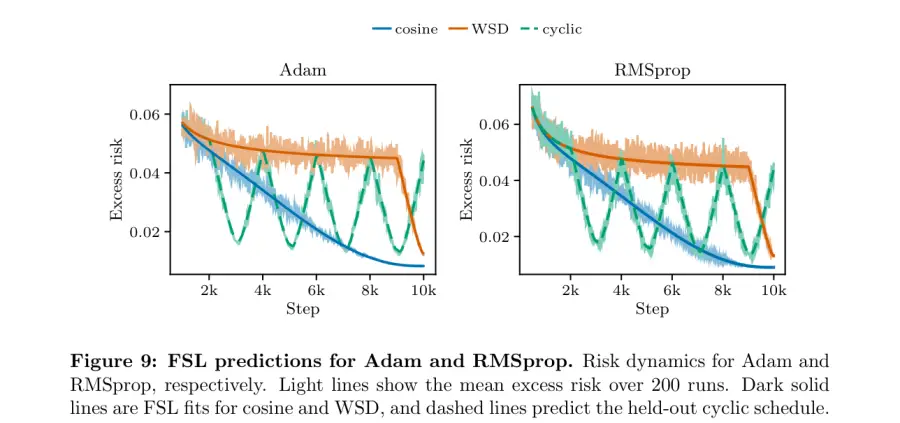 cosine WSD cyclic
Adam
RMSprop
Excess risk
0.06
0.04
0.02
2k 4k 6k 8k 10k
Step
Excess risk
0.06
0.04
0.02
2k 4k 6k 8k 10k
Step
Figure 9: FSL predictions for Adam and RMSprop. Risk dynamics for Adam and
RMSprop, respectively. Light lines show the mean excess risk over 200 runs. Dark solid
lines are FSL fits for cosine and WSD, and dashed lines predict the held-out cyclic schedule.